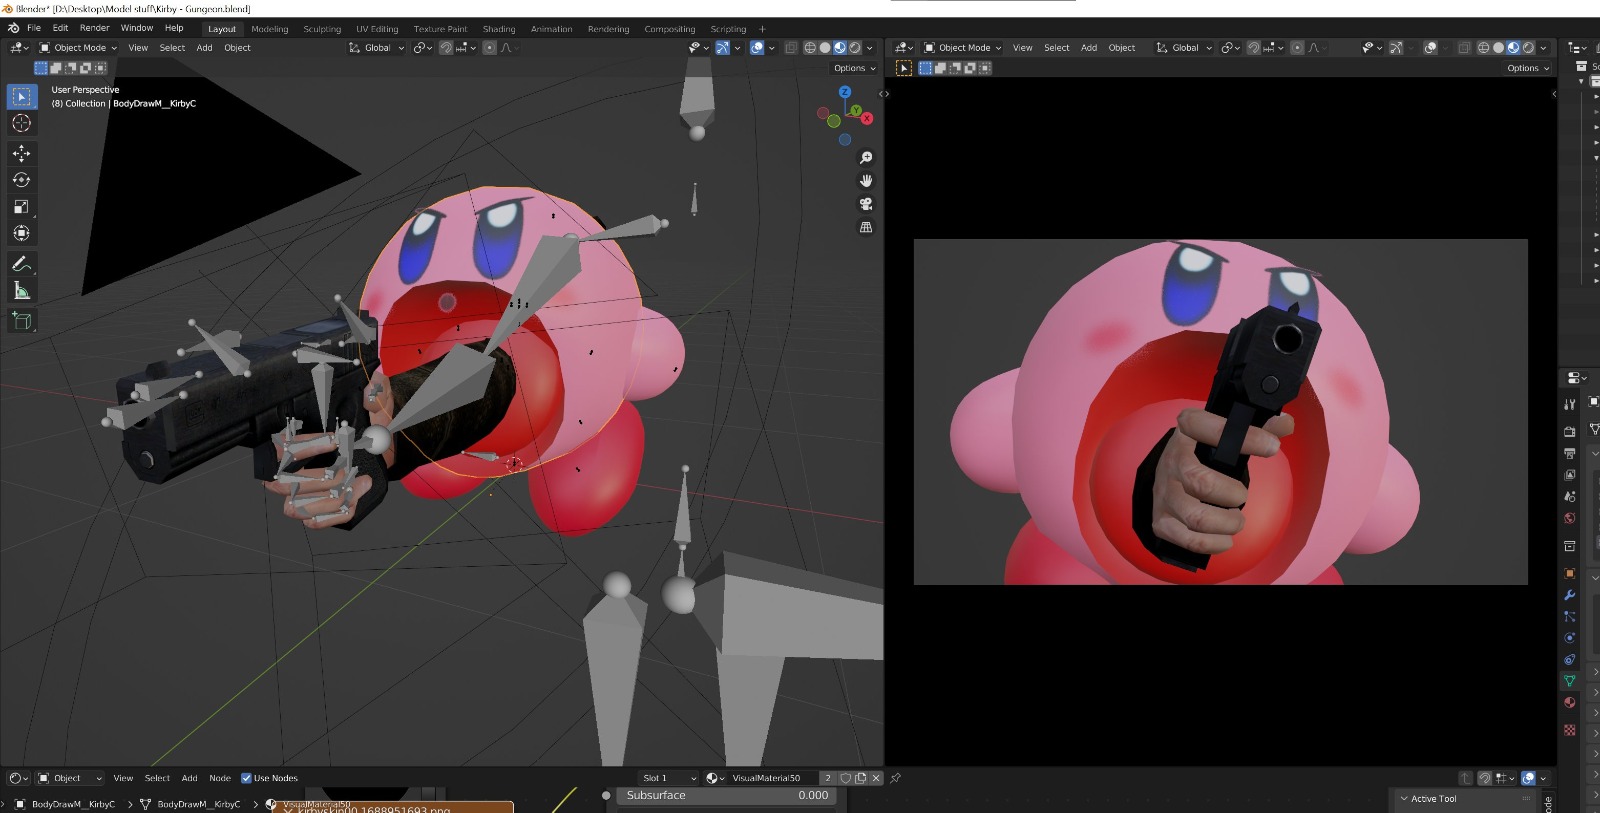 Blender* [D:\Desktop\Model stuff\Kirby - Gungeon.blend]
File Edit Render Window Help Layout Modeling Sculpting UV Editing Texture Paint Shading Animation Rendering Compositing Scripting +
Object Mode View Select Add Object Global
Object Mode View Select Add Object Global
Options
Options
User Perspective
(8) Collection | BodyDrawM__KirbyC
Z
Y
X
Object View Select Add Node Use Nodes Slot 1 VisualMaterial50 2
BodyDrawM__KirbyC > BodyDrawM__KirbyC > VisualMaterial50
kirbyskin00.1688951693.png
Subsurface 0.000
Active Tool